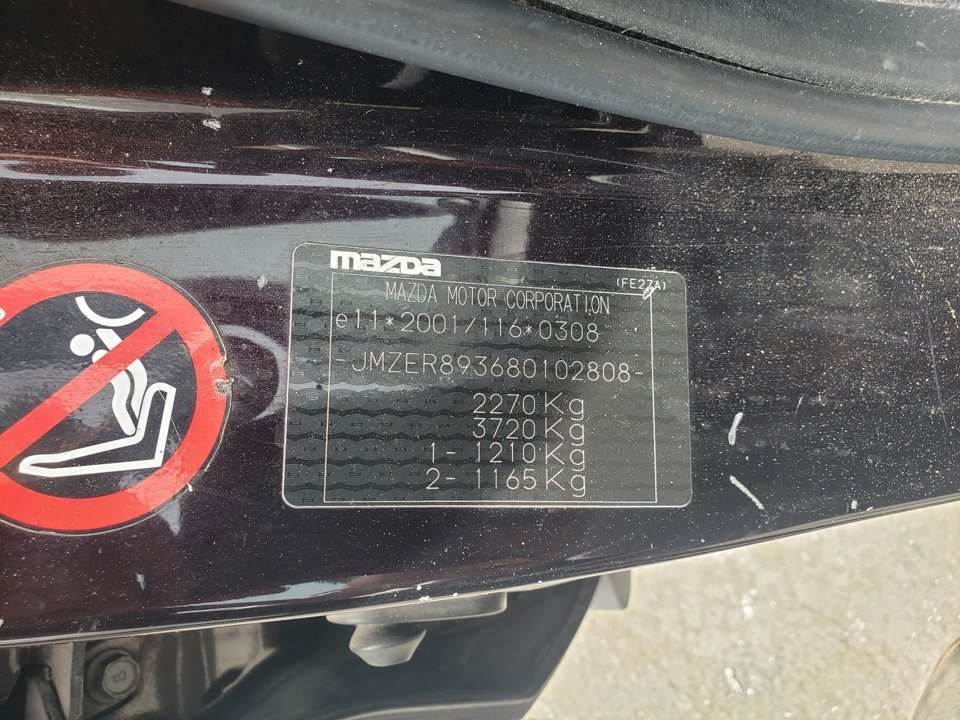 mazda
(FE27A)
MAZDA MOTOR CORPORATION
e11*2001/116*0308
-JMZER893680102808-
2270Kg
3720Kg
1- 1210Kg
2- 1165Kg